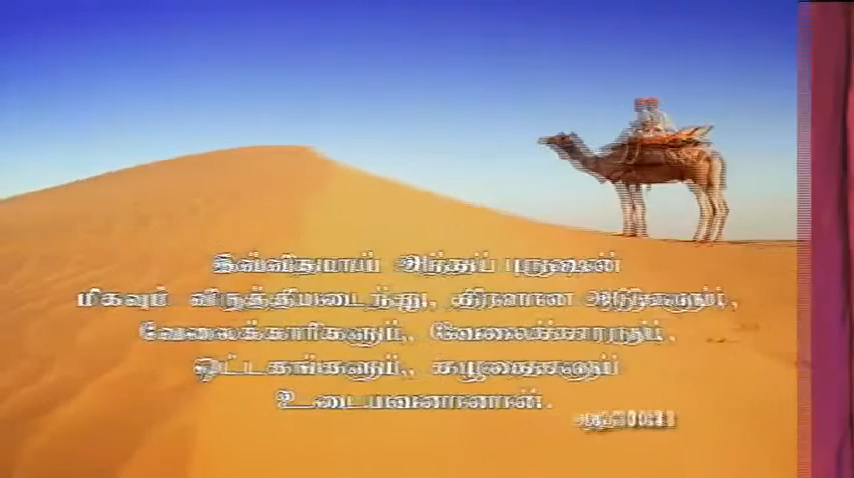 இவ்விதமாய் அந்தப் புருஷன்
மிகவும் விருத்தியடைந்து, திரளான ஆடுகளும்,
வேலைக்காரிகளும், வேலைக்காரரும்,
ஒட்டகங்களும், கழுதைகளும்
உடையவனானான்.